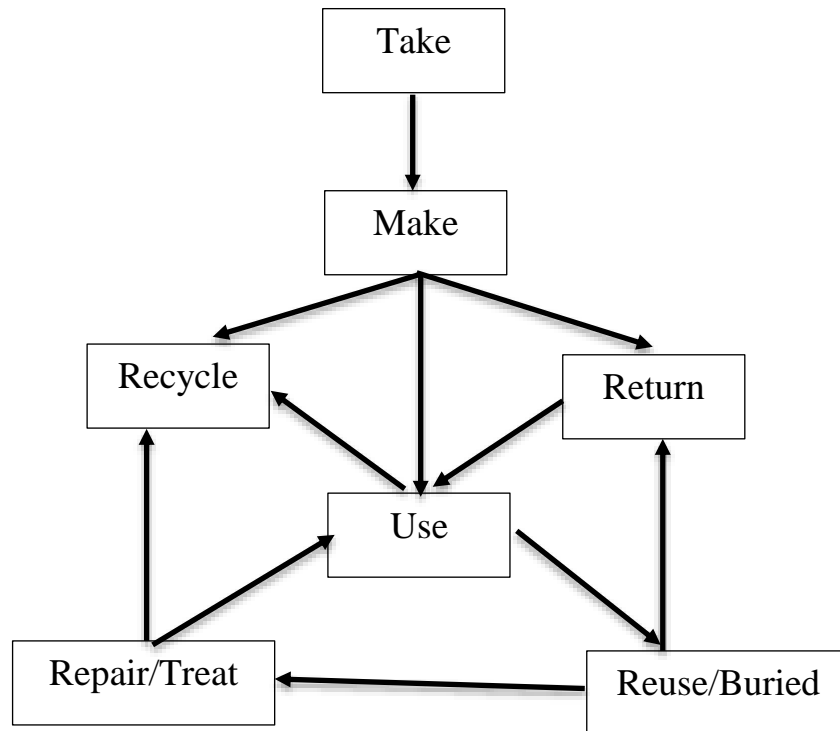 Take
Make
Recycle
Return
Use
Repair/Treat
Reuse/Buried